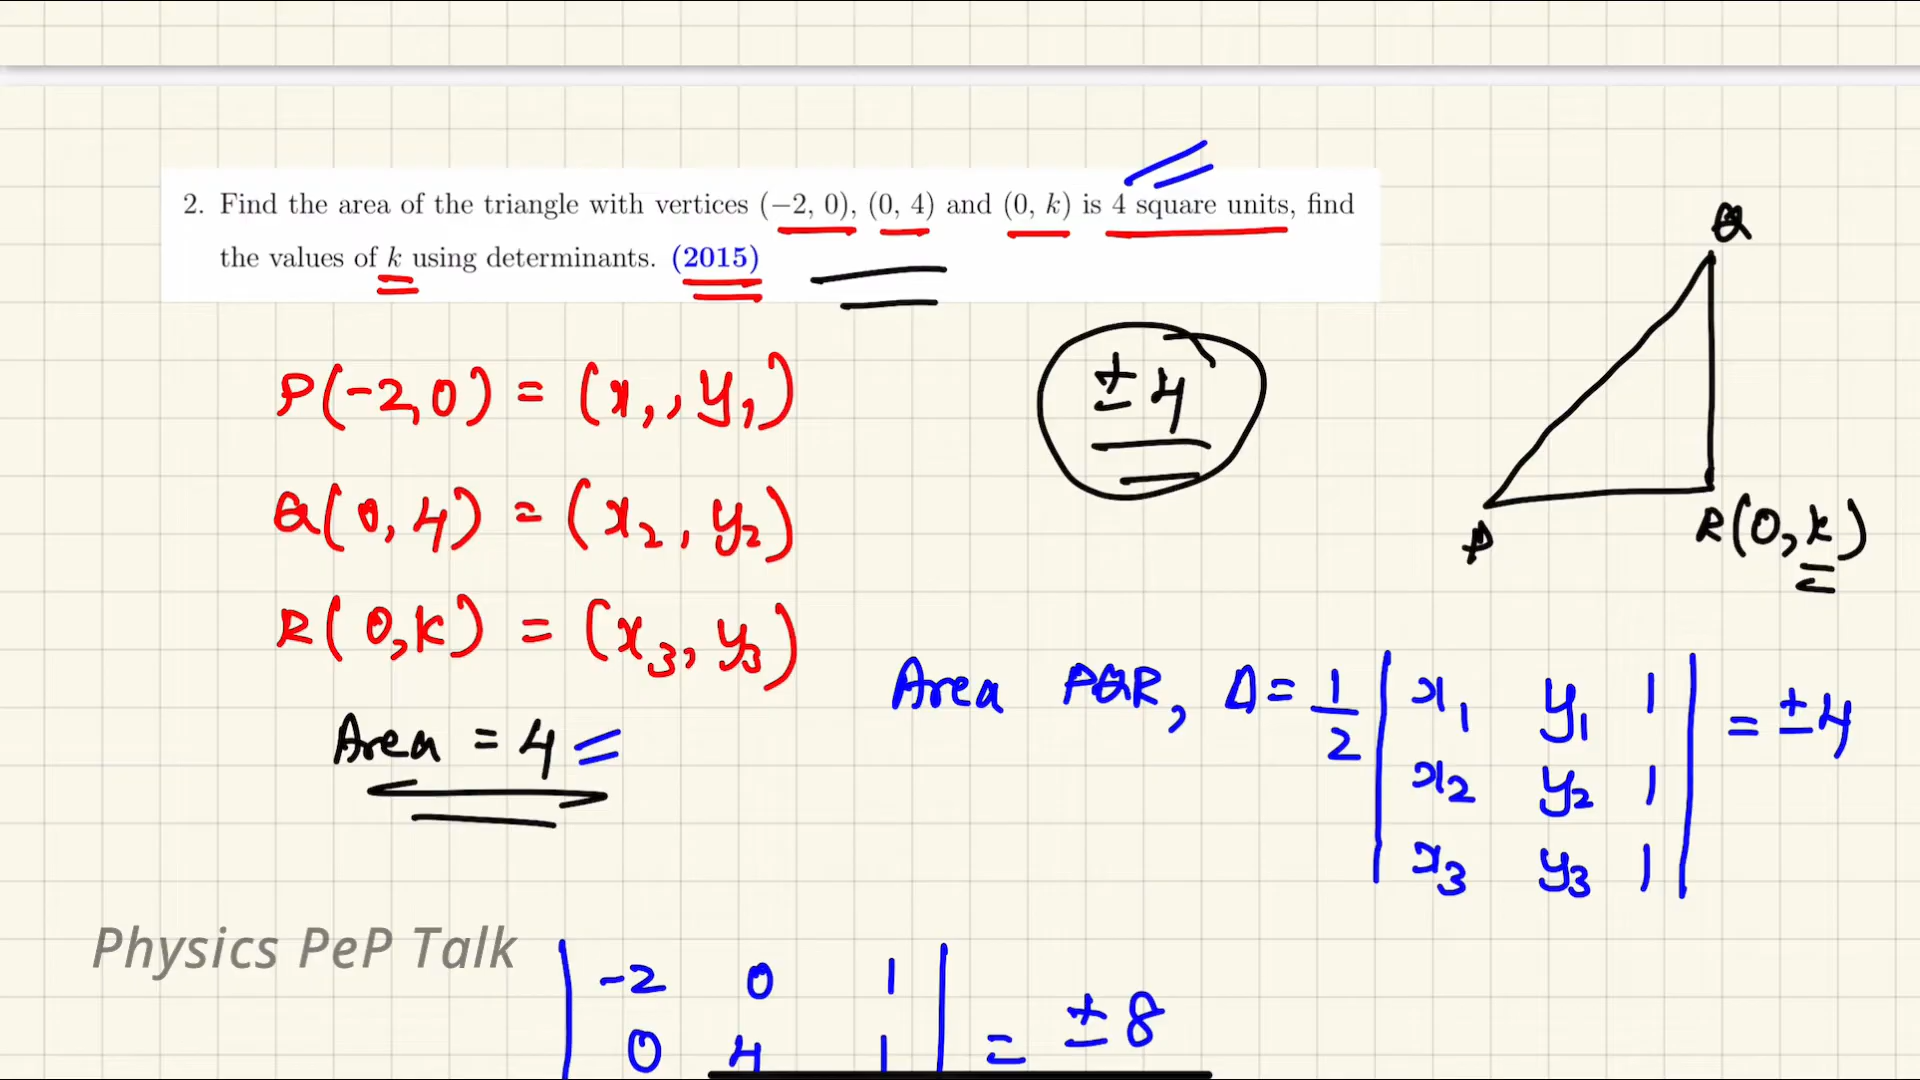 2. Find the area of the triangle with vertices (−2, 0), (0, 4) and (0, k) is 4 square units, find
the values of k using determinants. (2015)
Q
P(-2,0) = (x₁, y₁)
±4
Q(0,4) = (x₂, y₂)
P
R(0,k)
R(0,k) = (x₃, y₃)
Area PQR, Δ = 1/2 | x₁ y₁ 1 | = ±4
x₂ y₂ 1
x₃ y₃ 1
Area = 4
Physics PeP Talk
| -2 0 1 | = ±8
0 4 1